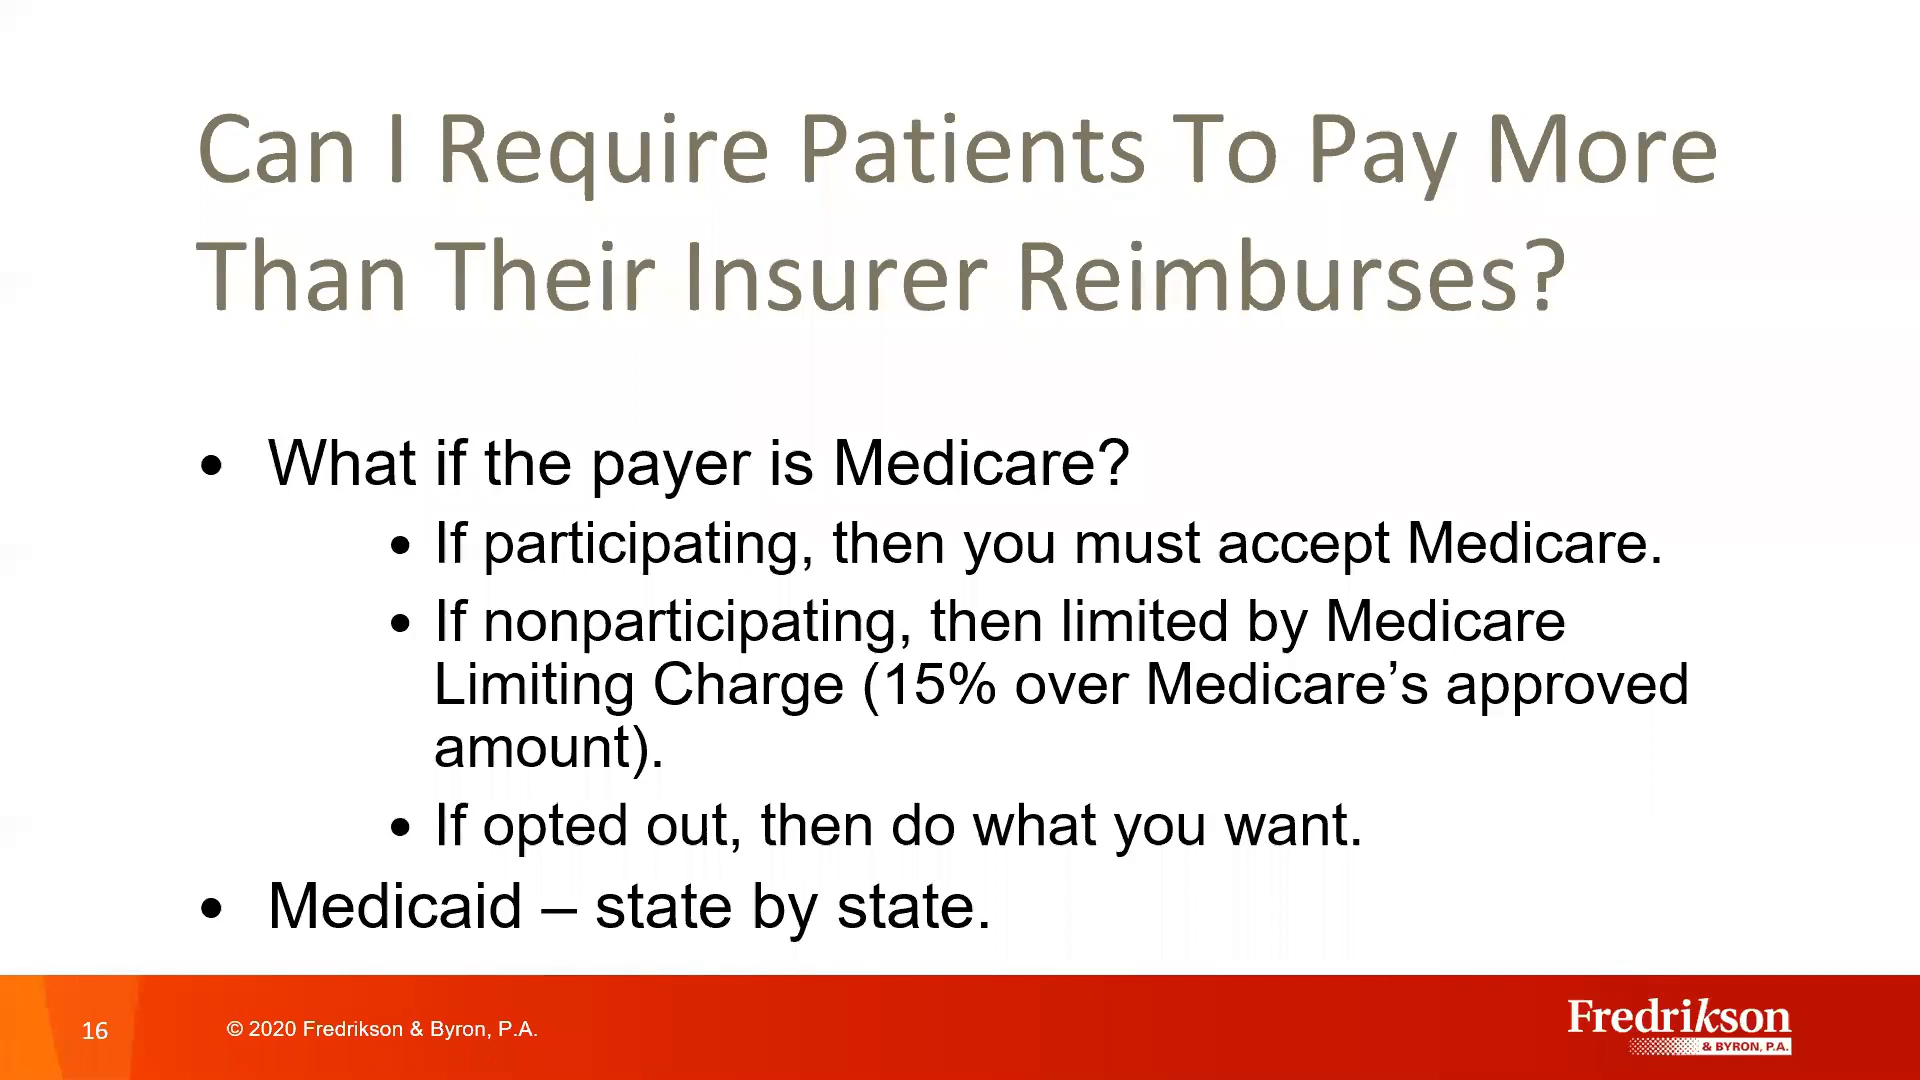 Can I Require Patients To Pay More
Than Their Insurer Reimburses?
• What if the payer is Medicare?
• If participating, then you must accept Medicare.
• If nonparticipating, then limited by Medicare
Limiting Charge (15% over Medicare’s approved
amount).
• If opted out, then do what you want.
• Medicaid – state by state.
16
© 2020 Fredrikson & Byron, P.A.
Fredrikson
& BYRON, P.A.